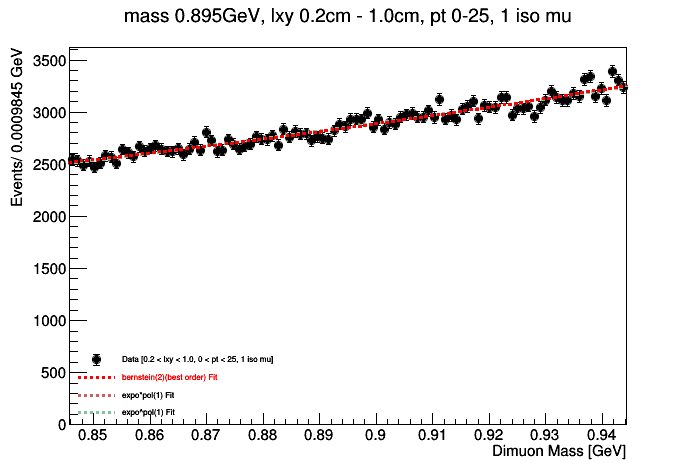 mass 0.895GeV, lxy 0.2cm - 1.0cm, pt 0-25, 1 iso mu
Events/ 0.0009845 GeV
3500
3000
2500
2000
1500
1000
500
0
Data [0.2 < lxy < 1.0, 0 < pt < 25, 1 iso mu]
bernstein(2)(best order) Fit
expo*pol(1) Fit
expo^pol(1) Fit
0.85 0.86 0.87 0.88 0.89 0.9 0.91 0.92 0.93 0.94
Dimuon Mass [GeV]